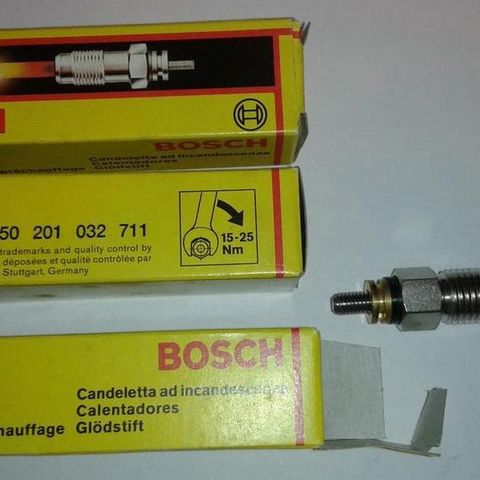 BOSCH
Candeletta ad incandescenza
Calentadores
préchauffage Glödstift
50 201 032 711
trademarks and quality control by
déposées et qualité contrôlée par
Stuttgart, Germany
15-25
Nm
BOSCH
Candeletta ad incandescenza
Calentadores
chauffage Glödstift